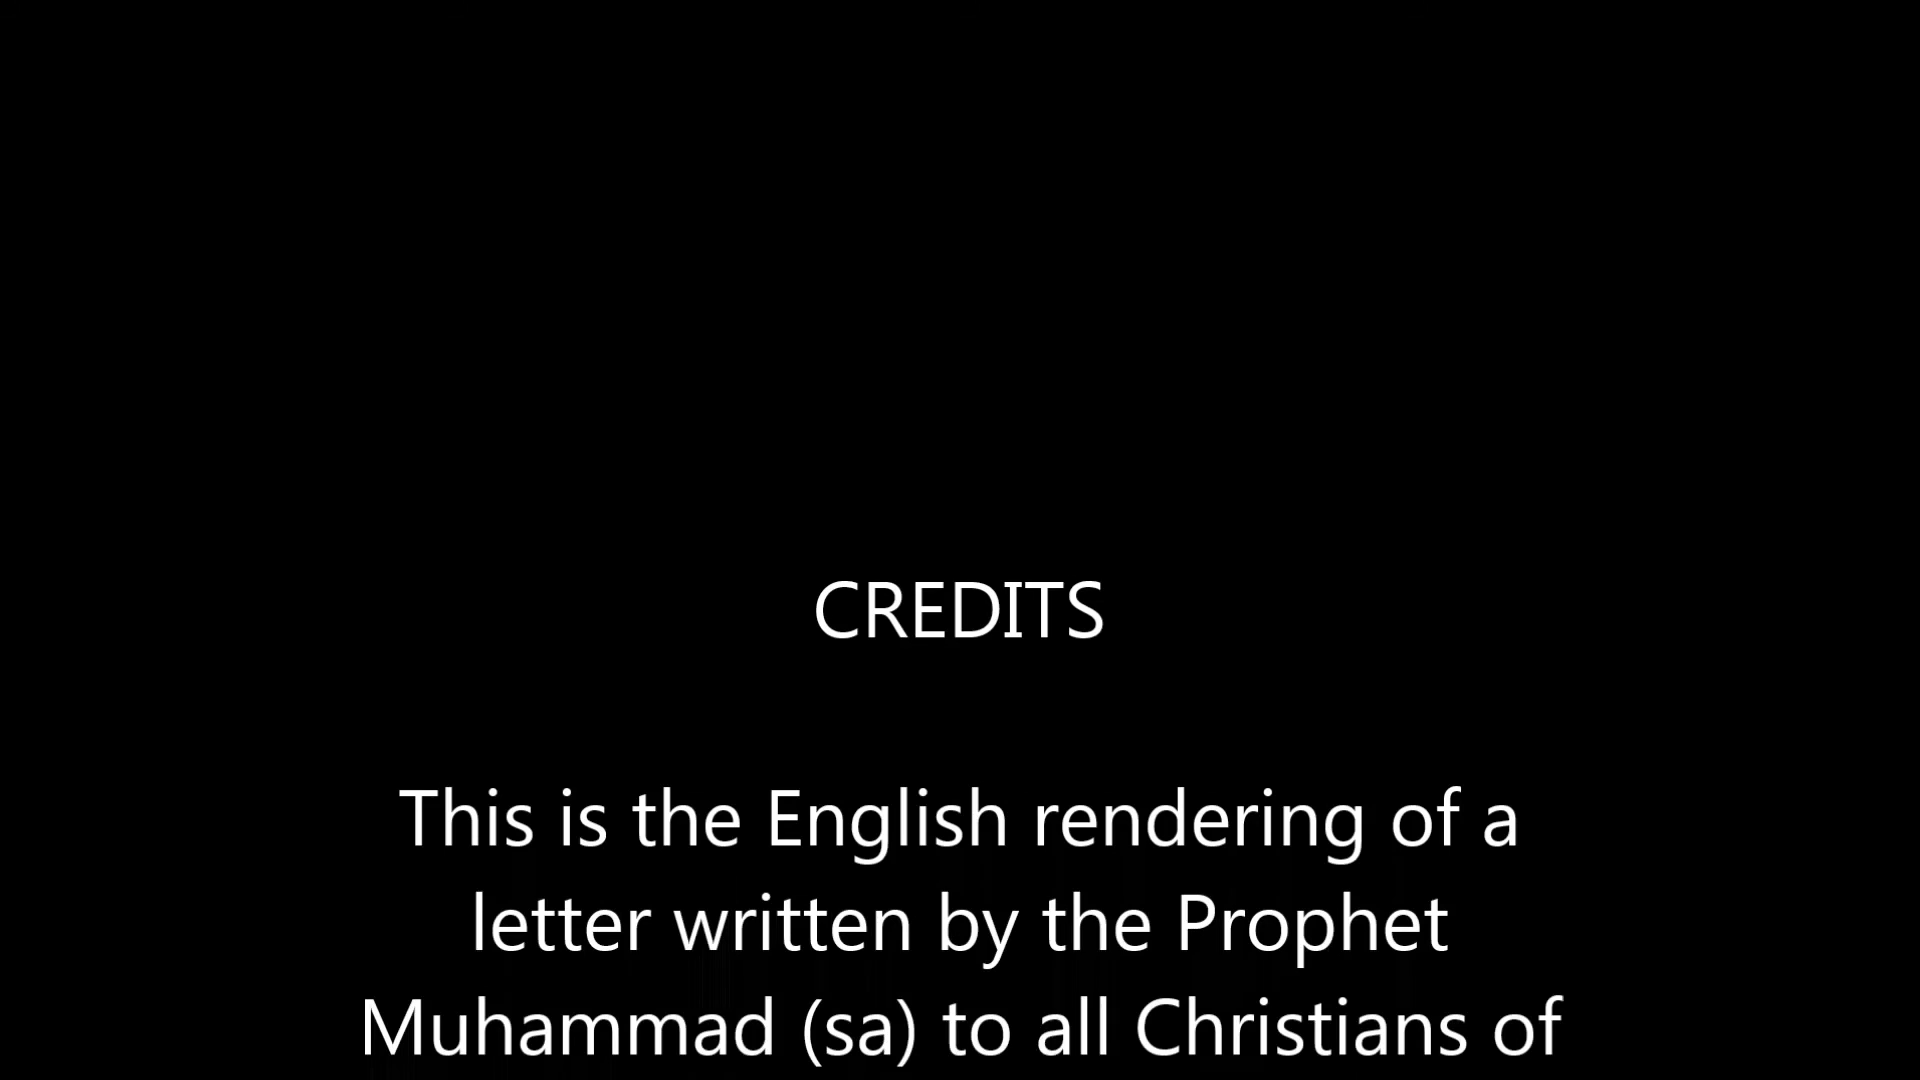 CREDITS
This is the English rendering of a
letter written by the Prophet
Muhammad (sa) to all Christians of